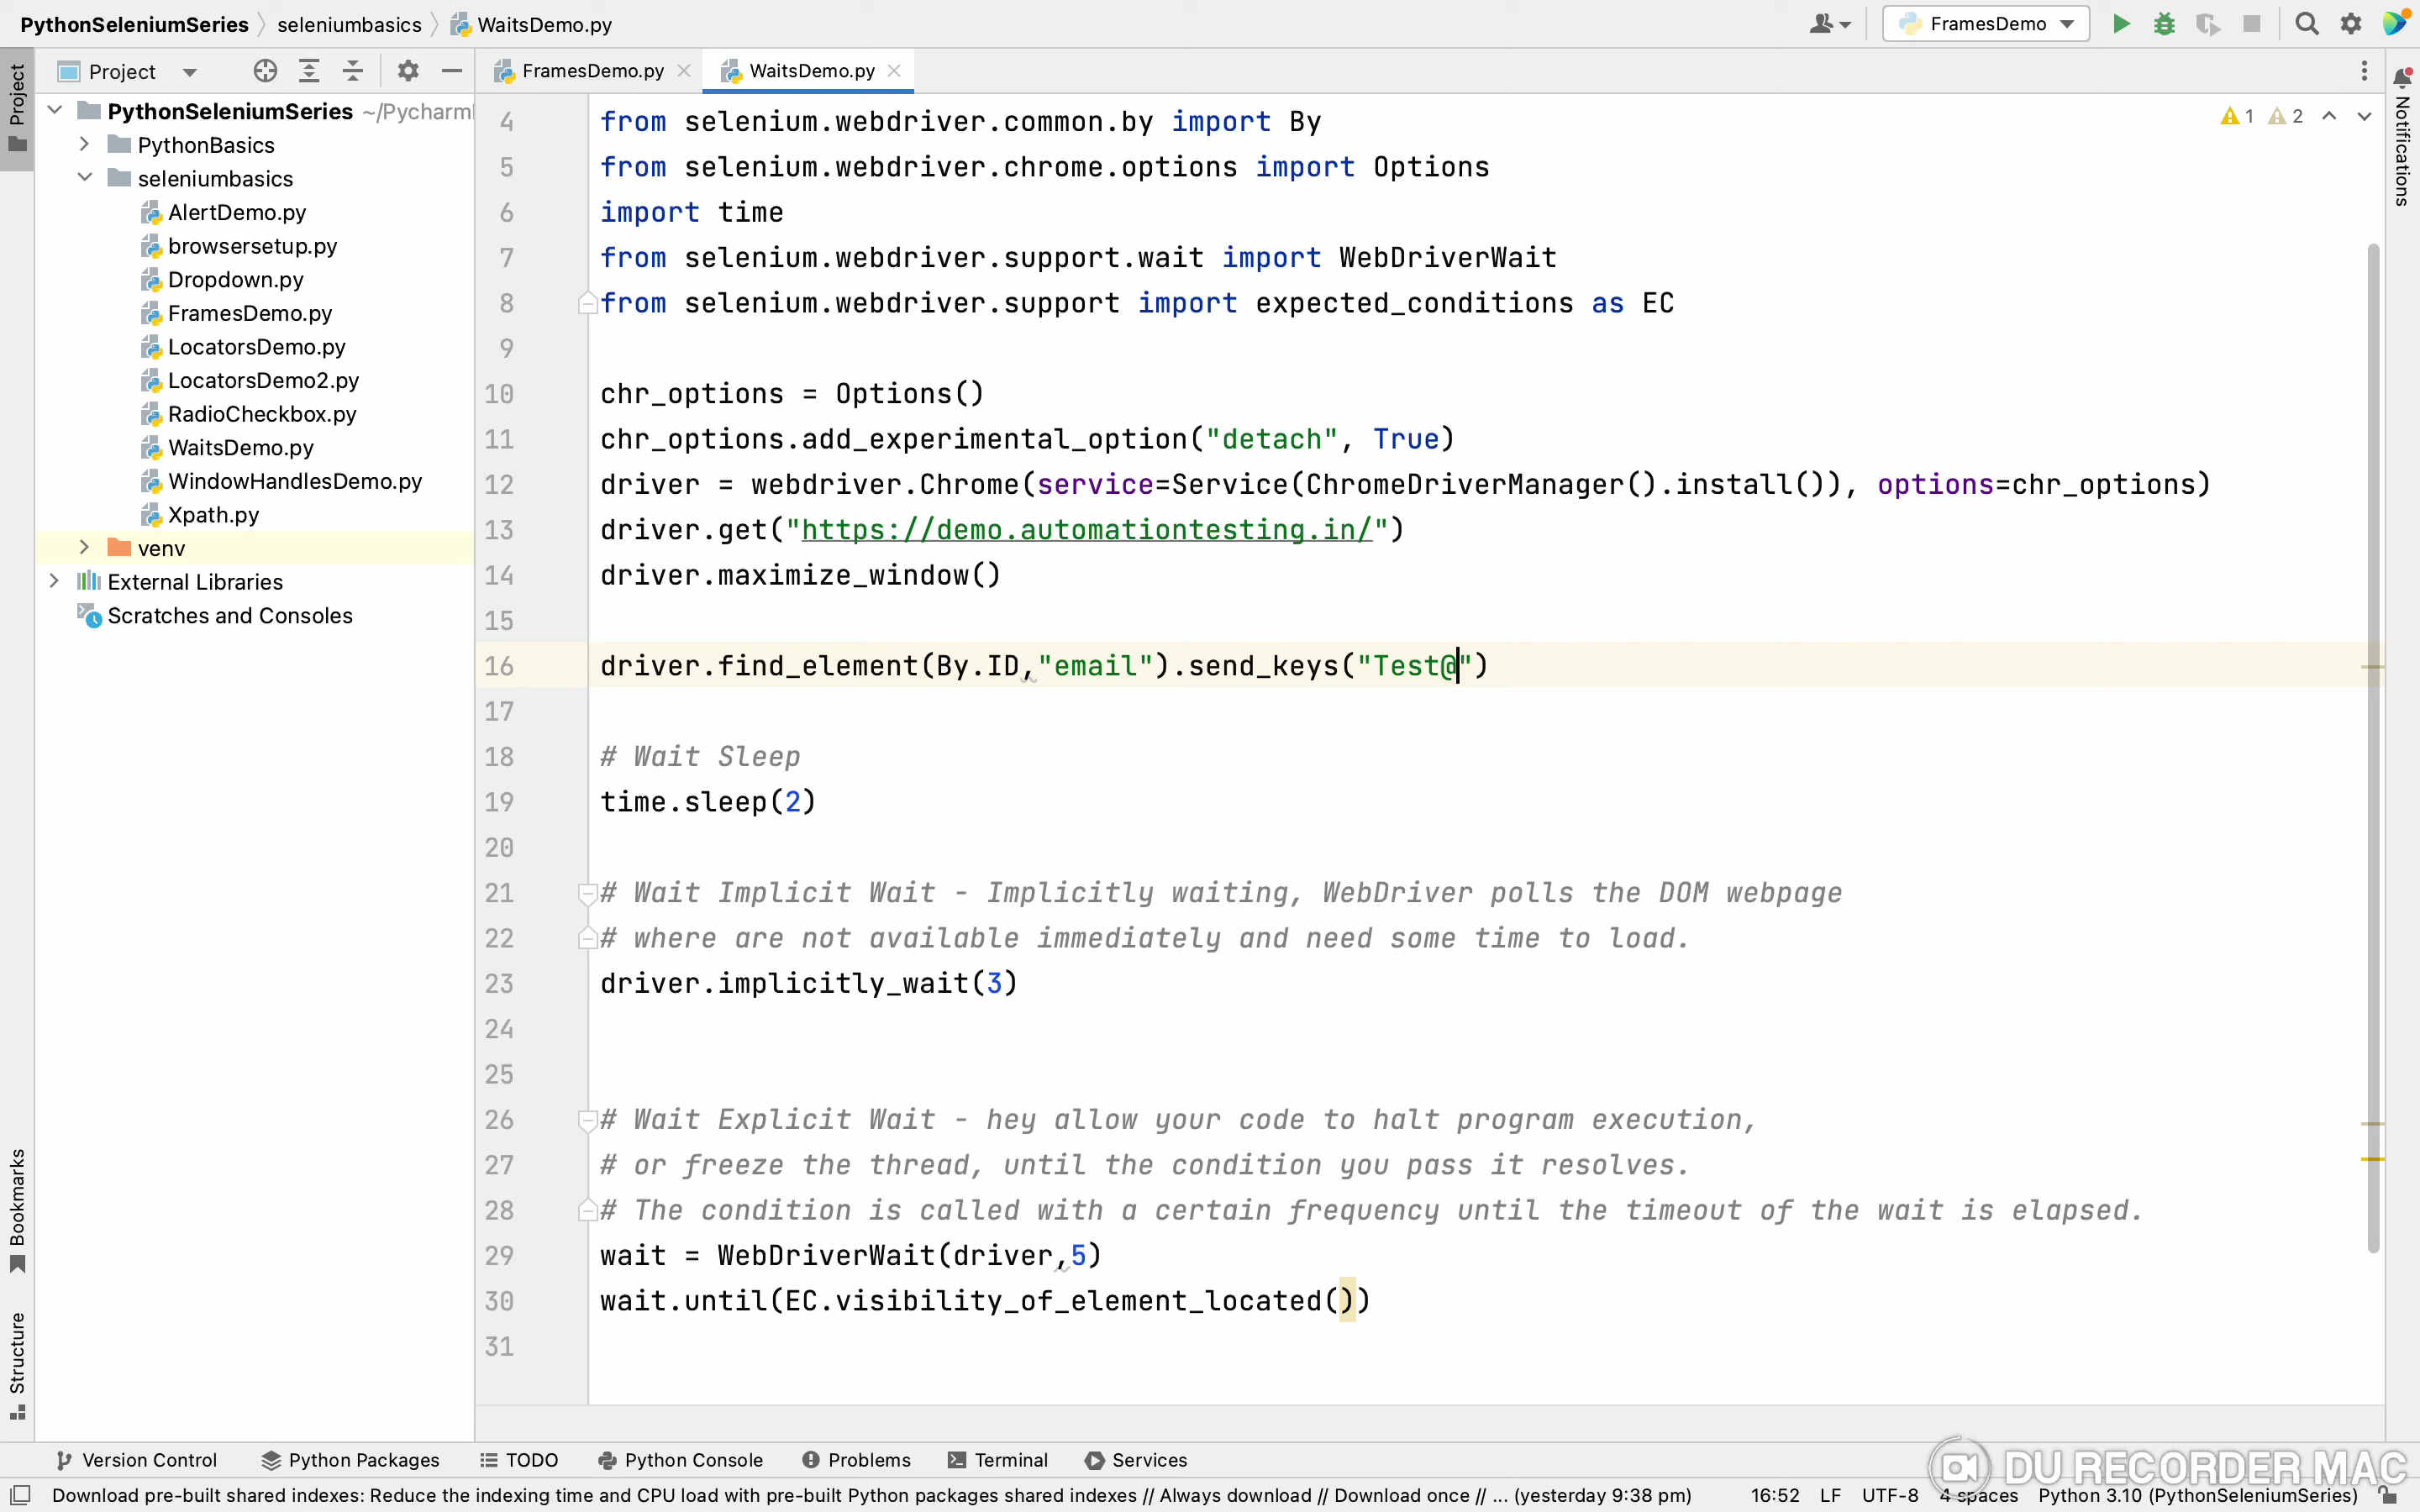 PythonSeleniumSeries seleniumbasics WaitsDemo.py FramesDemo
Project FramesDemo.py WaitsDemo.py
Project
PythonSeleniumSeries ~/Pycharm
PythonBasics
seleniumbasics
AlertDemo.py
browsersetup.py
Dropdown.py
FramesDemo.py
LocatorsDemo.py
LocatorsDemo2.py
RadioCheckbox.py
WaitsDemo.py
WindowHandlesDemo.py
Xpath.py
venv
External Libraries
Scratches and Consoles
Bookmarks
Structure
1 2
Notifications
4 from selenium.webdriver.common.by import By
5 from selenium.webdriver.chrome.options import Options
6 import time
7 from selenium.webdriver.support.wait import WebDriverWait
8 from selenium.webdriver.support import expected_conditions as EC
9
10 chr_options = Options()
11 chr_options.add_experimental_option("detach", True)
12 driver = webdriver.Chrome(service=Service(ChromeDriverManager().install()), options=chr_options)
13 driver.get("https://demo.automationtesting.in/")
14 driver.maximize_window()
15
16 driver.find_element(By.ID,"email").send_keys("Test@")
17
18 # Wait Sleep
19 time.sleep(2)
20
21 # Wait Implicit Wait - Implicitly waiting, WebDriver polls the DOM webpage
22 # where are not available immediately and need some time to load.
23 driver.implicitly_wait(3)
24
25
26 # Wait Explicit Wait - hey allow your code to halt program execution,
27 # or freeze the thread, until the condition you pass it resolves.
28 # The condition is called with a certain frequency until the timeout of the wait is elapsed.
29 wait = WebDriverWait(driver,5)
30 wait.until(EC.visibility_of_element_located())
31
Version Control Python Packages TODO Python Console Problems Terminal Services
DU RECORDER MAC
Download pre-built shared indexes: Reduce the indexing time and CPU load with pre-built Python packages shared indexes // Always download // Download once // ... (yesterday 9:38 pm) 16:52 LF UTF-8 4 spaces Python 3.10 (PythonSeleniumSeries)